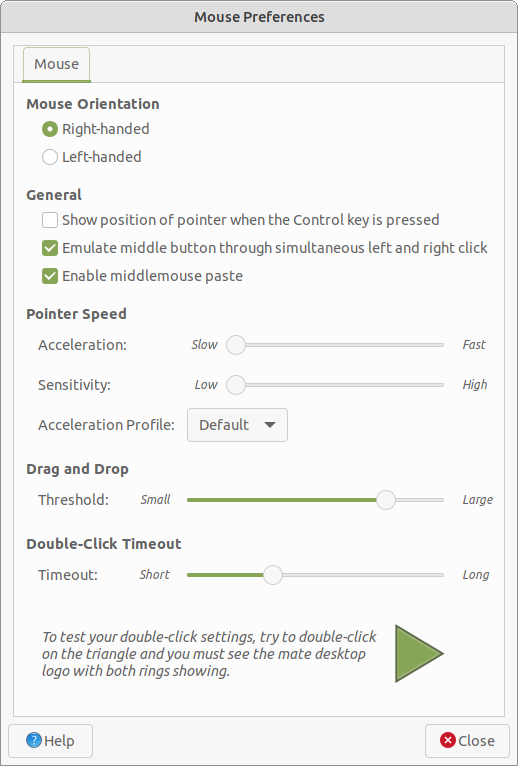 Mouse Preferences
Mouse
Mouse Orientation
Right-handed
Left-handed
General
Show position of pointer when the Control key is pressed
Emulate middle button through simultaneous left and right click
Enable middlemouse paste
Pointer Speed
Acceleration: Slow Fast
Sensitivity: Low High
Acceleration Profile: Default
Drag and Drop
Threshold: Small Large
Double-Click Timeout
Timeout: Short Long
To test your double-click settings, try to double-click
on the triangle and you must see the mate desktop
logo with both rings showing.
? Help Close